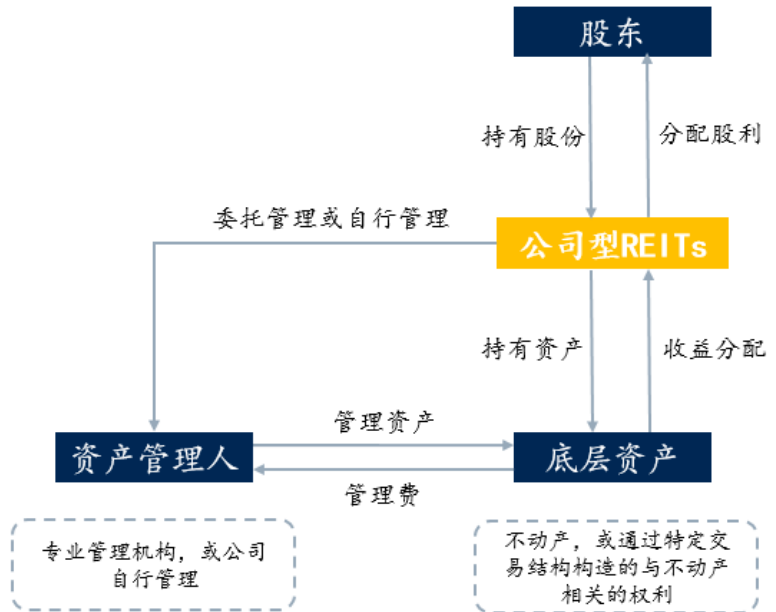 股东
持有股份
分配股利
委托管理或自行管理
公司型REITs
持有资产
收益分配
管理资产
资产管理人
底层资产
管理费
专业管理机构，或公司
自行管理
不动产，或通过特定交
易结构构造的与不动产
相关的权利